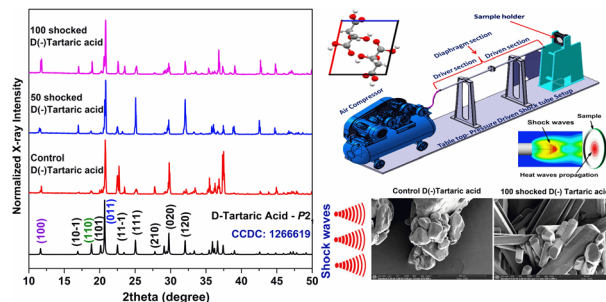 Normalized X-ray Intensity
100 shocked
D(-)Tartaric acid
50 shocked
D(-)Tartaric acid
Control
D(-)Tartaric acid
D-Tartaric Acid - P2
CCDC: 1266619
(100)
(10-1)
(110)
(101)
(011)
(11-1)
(111)
(210)
(020)
(120)
10 15 20 25 30 35 40 45 50
2theta (degree)
Sample holder
Diaphragm section
Driven section
Driver section
Air Compressor
Table top- Pressure Driven Shock tube Setup
Shock waves
Sample
Heat waves propagation
Shock waves
Control D(-)Tartaric acid
100 shocked D(-) Tartaric aci